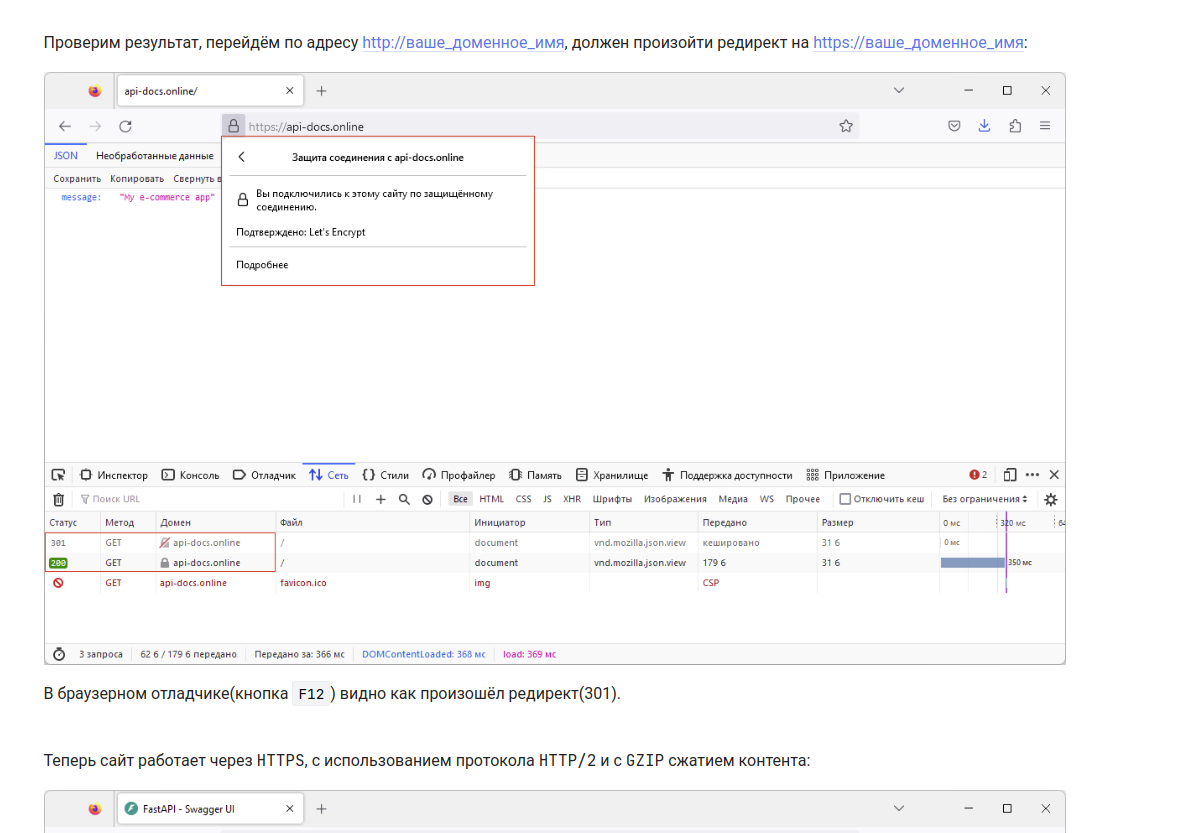 Проверим результат, перейдём по адресу http://ваше_доменное_имя, должен произойти редирект на https://ваше_доменное_имя:
api-docs.online/
https://api-docs.online
JSON Необработанные данные
Защита соединения с api-docs.online
Сохранить Копировать Свернуть в
Вы подключились к этому сайту по защищённому
соединению.
message: "My e-commerce app"
Подтверждено: Let's Encrypt
Подробнее
Инспектор Консоль Отладчик Сеть Стили Профайлер Память Хранилище Поддержка доступности Приложение 2
Поиск URL Все HTML CSS JS XHR Шрифты Изображения Медиа WS Прочее Отключить кеш Без ограничения
Статус Метод Домен Файл Инициатор Тип Передано Размер 0 мс 320 мс 64
301 GET api-docs.online / document vnd.mozilla.json.view кешировано 31 б 0 мс
200 GET api-docs.online / document vnd.mozilla.json.view 179 б 31 б 350 мс
GET api-docs.online favicon.ico img CSP
3 запроса 62 б / 179 б передано Передано за: 366 мс DOMContentLoaded: 368 мс load: 369 мс
В браузерном отладчике(кнопка F12 ) видно как произошёл редирект(301).
Теперь сайт работает через HTTPS, с использованием протокола HTTP/2 и с GZIP сжатием контента:
FastAPI - Swagger UI